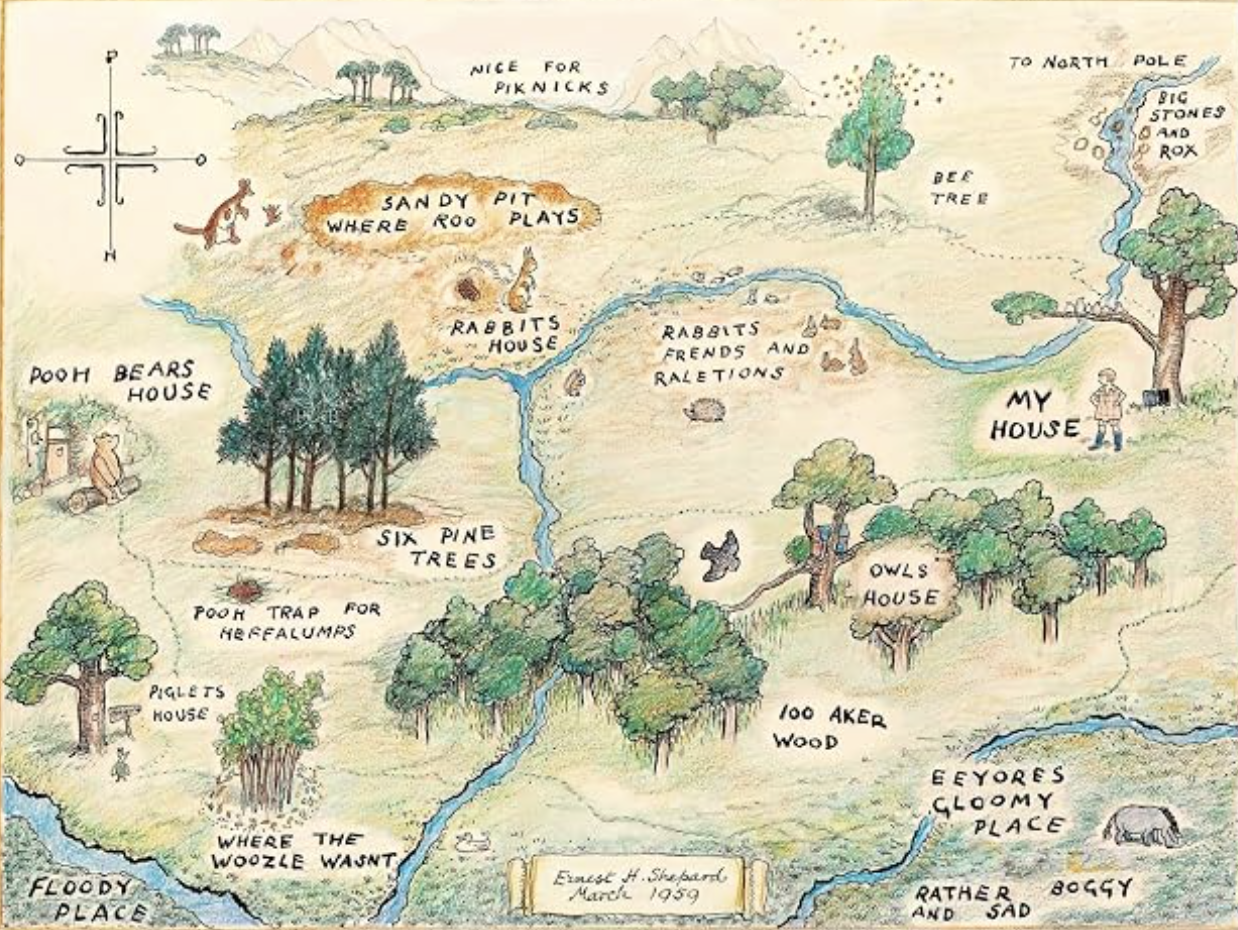 P
O
O
H
NICE FOR
PIKNICKS
TO NORTH POLE
BIG
STONES
AND
ROX
BEE
TREE
SANDY PIT
WHERE ROO PLAYS
RABBITS
HOUSE
RABBITS
FRENDS AND
RALETIONS
POOH BEARS
HOUSE
MY
HOUSE
SIX PINE
TREES
OWLS
HOUSE
POOH TRAP FOR
HEFFALUMPS
PIGLETS
HOUSE
100 AKER
WOOD
EEYORES
GLOOMY
PLACE
WHERE THE
WOOZLE WASNT
FLOODY
PLACE
Ernest H. Shepard
March 1959
RATHER BOGGY
AND SAD